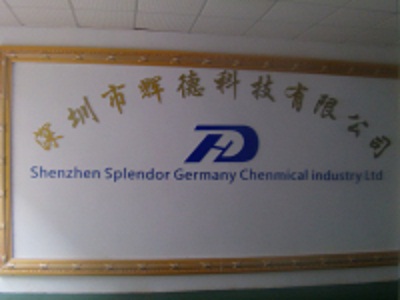 深圳市辉德科技有限公司
HD
Shenzhen Splendor Germany Chenmical industry Ltd